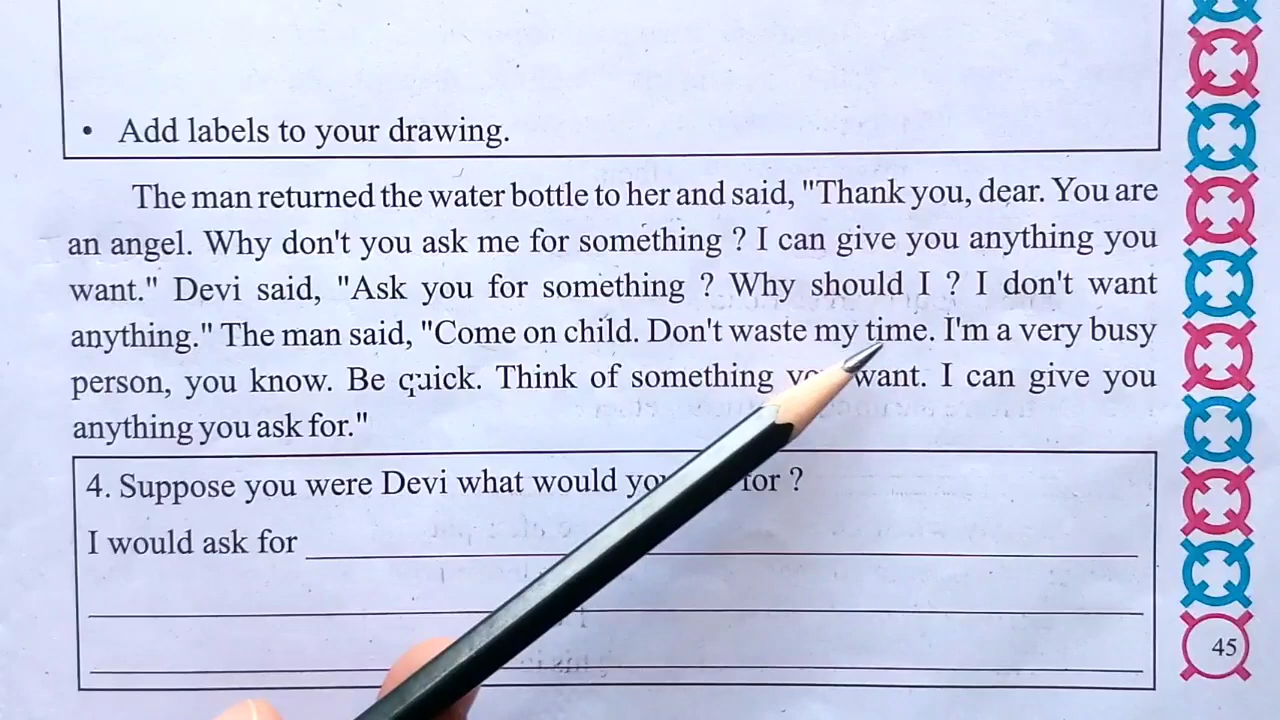 • Add labels to your drawing.
The man returned the water bottle to her and said, "Thank you, dear. You are
an angel. Why don't you ask me for something ? I can give you anything you
want." Devi said, "Ask you for something ? Why should I ? I don't want
anything." The man said, "Come on child. Don't waste my time. I'm a very busy
person, you know. Be quick. Think of something want. I can give you
anything you ask for."
4. Suppose you were Devi what would for ?
I would ask for
45